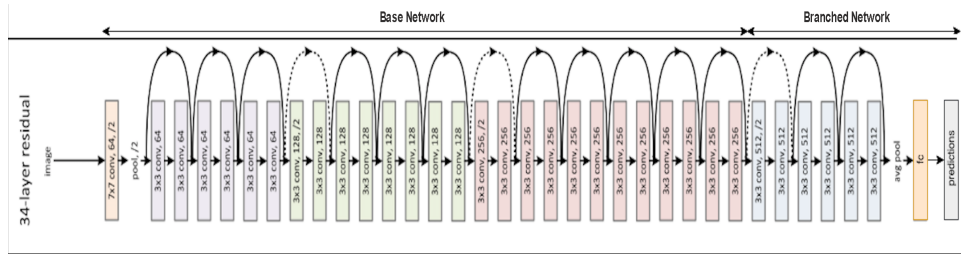 Base Network
Branched Network
34-layer residual
image
7x7 conv, 64, /2
pool, /2
3x3 conv, 64
3x3 conv, 64
3x3 conv, 64
3x3 conv, 64
3x3 conv, 64
3x3 conv, 64
3x3 conv, 128, /2
3x3 conv, 128
3x3 conv, 128
3x3 conv, 128
3x3 conv, 128
3x3 conv, 128
3x3 conv, 128
3x3 conv, 128
3x3 conv, 256, /2
3x3 conv, 256
3x3 conv, 256
3x3 conv, 256
3x3 conv, 256
3x3 conv, 256
3x3 conv, 256
3x3 conv, 256
3x3 conv, 256
3x3 conv, 256
3x3 conv, 256
3x3 conv, 256
3x3 conv, 512, /2
3x3 conv, 512
3x3 conv, 512
3x3 conv, 512
3x3 conv, 512
3x3 conv, 512
avg pool
fc
predictions